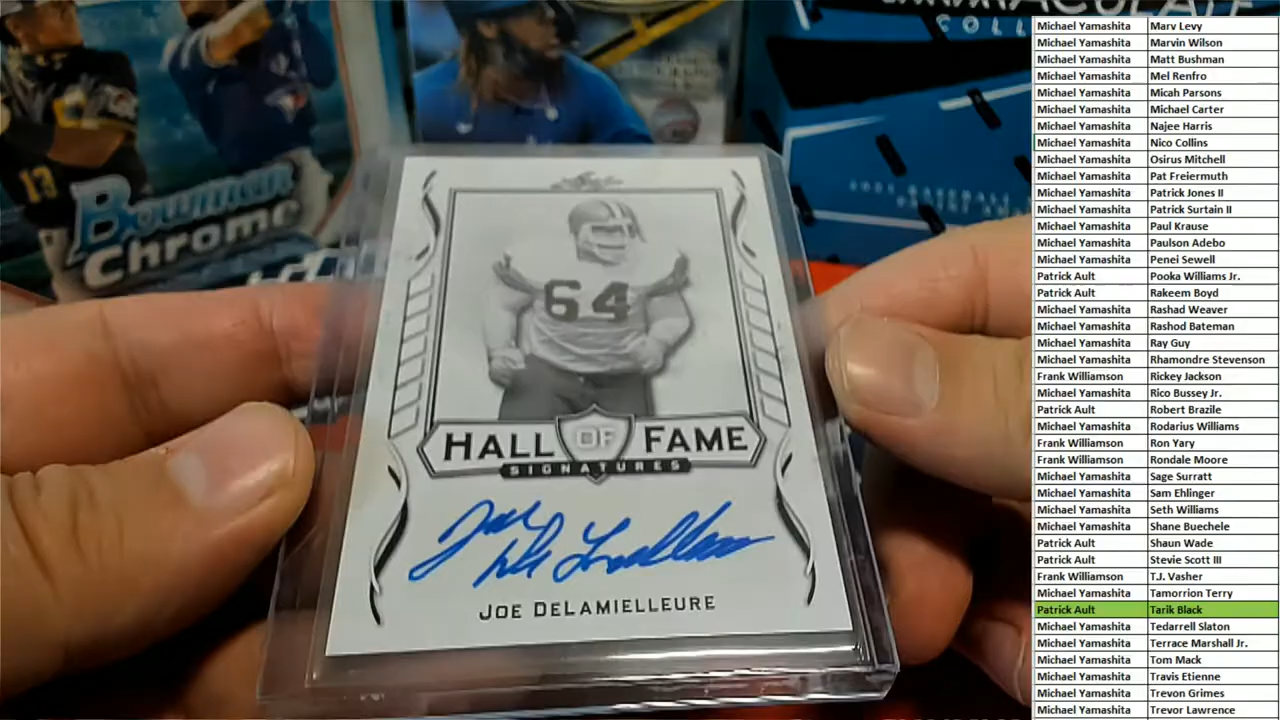 13
Bowman
Chrome
COLL
Leaf
64
HALL OF FAME
SIGNATURES
Joe DeLamielleure
JOE DELAMIELLEURE
Michael Yamashita Marv Levy
Michael Yamashita Marvin Wilson
Michael Yamashita Matt Bushman
Michael Yamashita Mel Renfro
Michael Yamashita Micah Parsons
Michael Yamashita Michael Carter
Michael Yamashita Najee Harris
Michael Yamashita Nico Collins
Michael Yamashita Osirus Mitchell
Michael Yamashita Pat Freiermuth
Michael Yamashita Patrick Jones II
Michael Yamashita Patrick Surtain II
Michael Yamashita Paul Krause
Michael Yamashita Paulson Adebo
Michael Yamashita Penei Sewell
Patrick Ault Pooka Williams Jr.
Patrick Ault Rakeem Boyd
Michael Yamashita Rashad Weaver
Michael Yamashita Rashod Bateman
Michael Yamashita Ray Guy
Michael Yamashita Rhamondre Stevenson
Frank Williamson Rickey Jackson
Michael Yamashita Rico Bussey Jr.
Patrick Ault Robert Brazile
Michael Yamashita Rodarius Williams
Frank Williamson Ron Yary
Frank Williamson Rondale Moore
Michael Yamashita Sage Surratt
Michael Yamashita Sam Ehlinger
Michael Yamashita Seth Williams
Michael Yamashita Shane Buechele
Patrick Ault Shaun Wade
Patrick Ault Stevie Scott III
Frank Williamson T.J. Vasher
Michael Yamashita Tamorrion Terry
Patrick Ault Tarik Black
Michael Yamashita Tedarrell Slaton
Michael Yamashita Terrace Marshall Jr.
Michael Yamashita Tom Mack
Michael Yamashita Travis Etienne
Michael Yamashita Trevon Grimes
Michael Yamashita Trevor Lawrence